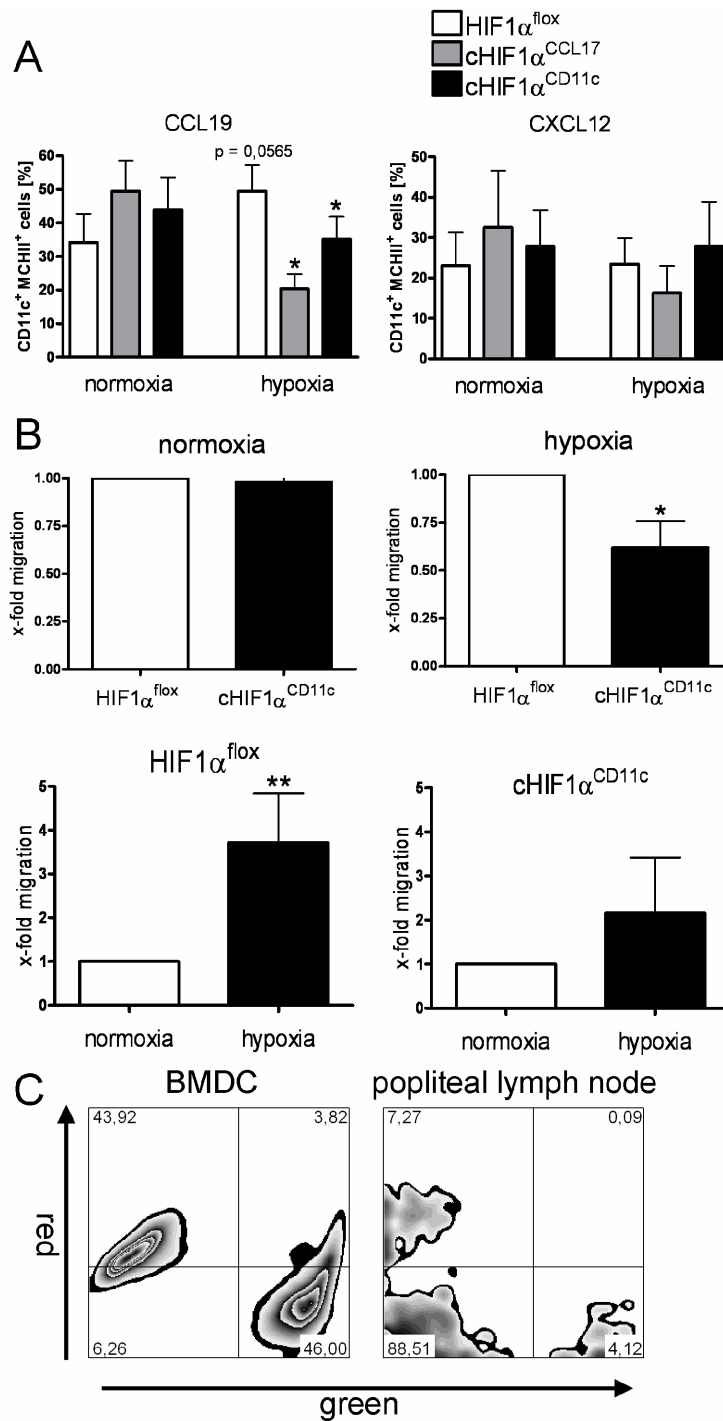 HIF1α^flox
cHIF1α^CCL17
cHIF1α^CD11c
A
CCL19
p = 0,0565
CD11c+ MCHII+ cells [%]
60
50
40
30
20
10
0
*
*
normoxia
hypoxia
CXCL12
CD11c+ MCHII+ cells [%]
50
40
30
20
10
0
normoxia
hypoxia
B
normoxia
x-fold migration
1.00
0.75
0.50
0.25
0.00
HIF1α^flox
cHIF1α^CD11c
hypoxia
x-fold migration
1.00
0.75
0.50
0.25
0.00
*
HIF1α^flox
cHIF1α^CD11c
HIF1α^flox
x-fold migration
5
4
3
2
1
0
**
normoxia
hypoxia
cHIF1α^CD11c
x-fold migration
5
4
3
2
1
0
normoxia
hypoxia
C
BMDC
43,92
3,82
6,26
46,00
popliteal lymph node
7,27
0,09
88,51
4,12
red
green